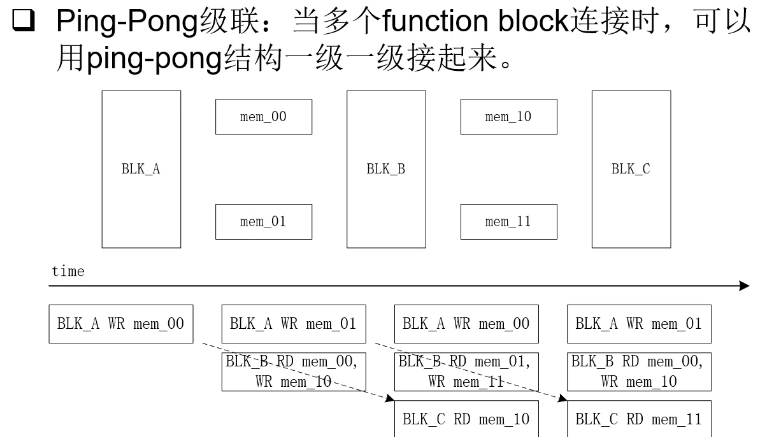 Ping-Pong级联：当多个function block连接时，可以
用ping-pong结构一级一级接起来。
mem_00
mem_10
BLK_A
BLK_B
BLK_C
mem_01
mem_11
time
BLK_A WR mem_00
BLK_A WR mem_01
BLK_A WR mem_00
BLK_A WR mem_01
BLK_B RD mem_00,
WR mem_10
BLK_B RD mem_01,
WR mem_11
BLK_B RD mem_00,
WR mem_10
BLK_C RD mem_10
BLK_C RD mem_11